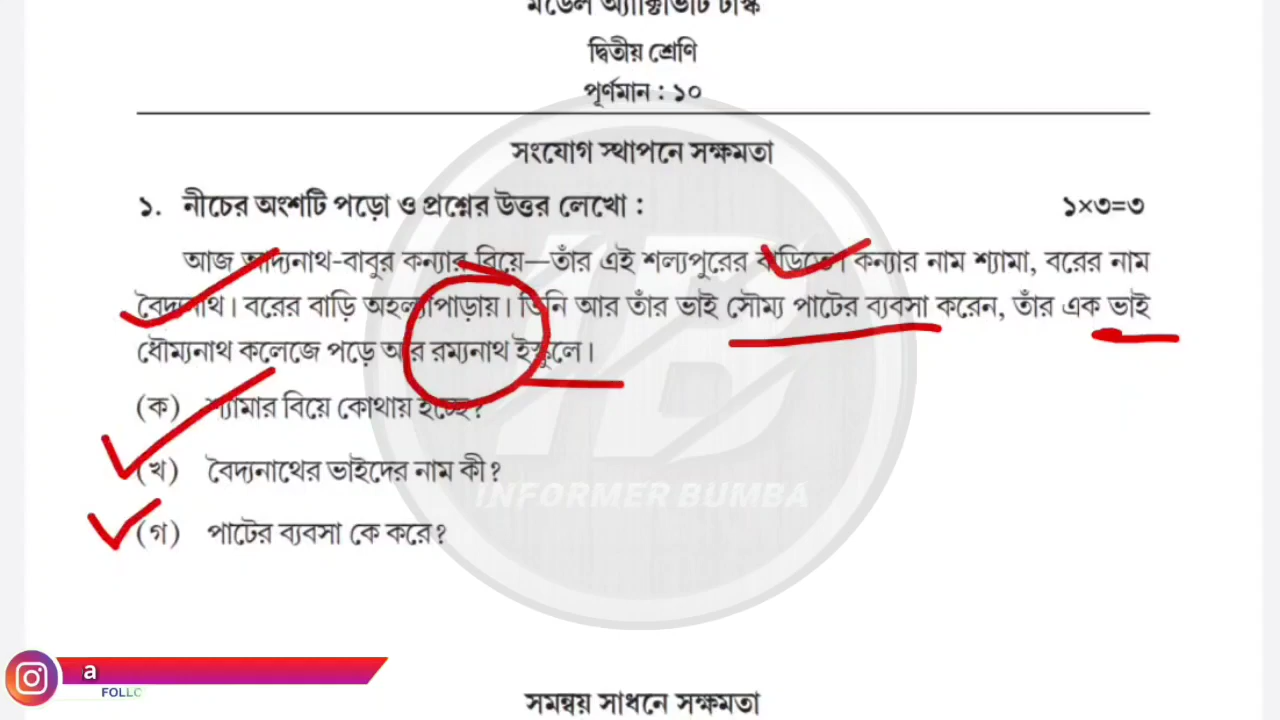 মডেল অ্যাক্টিভিটি টাস্ক
দ্বিতীয় শ্রেণি
পূর্ণমান : ১০
সংযোগ স্থাপনে সক্ষমতা
১. নীচের অংশটি পড়ো ও প্রশ্নের উত্তর লেখো : ১×৩=৩
আজ আদ্যনাথ-বাবুর কন্যার বিয়ে—তাঁর এই শল্যপুরের বাড়িতে। কন্যার নাম শ্যামা, বরের নাম
বৈদ্যনাথ। বরের বাড়ি অহল্যাপাড়ায়। তিনি আর তাঁর ভাই সৌম্য পাটের ব্যবসা করেন, তাঁর এক ভাই
ধৌম্যনাথ কলেজে পড়ে আর রম্যনাথ ইস্কুলে।
(ক) শ্যামার বিয়ে কোথায় হচ্ছে?
(খ) বৈদ্যনাথের ভাইদের নাম কী?
INFORMER BUMBA
(গ) পাটের ব্যবসা কে করে?
a
FOLLO
সমন্বয় সাধনে সক্ষমতা